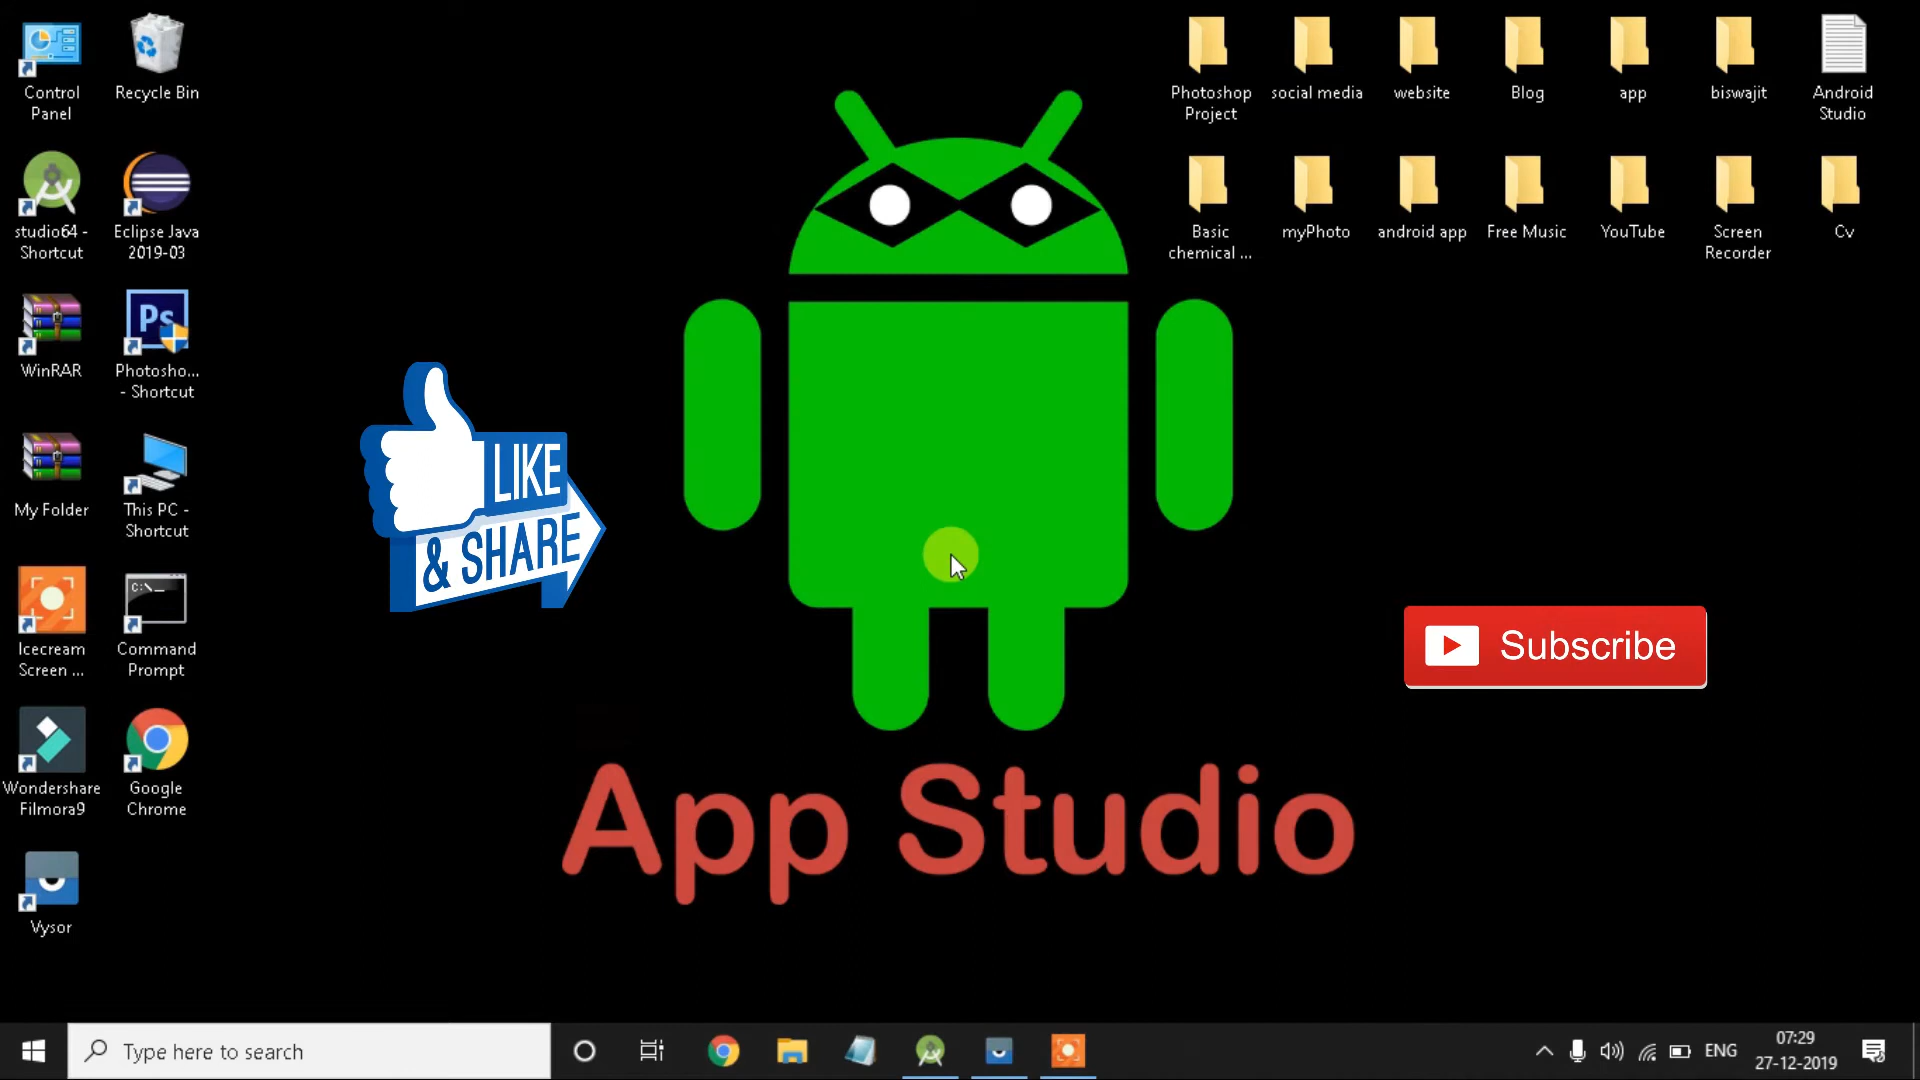 Control
Panel
Recycle Bin
studio64 -
Shortcut
Eclipse Java
2019-03
WinRAR
Ps
Photosho...
- Shortcut
My Folder
This PC -
Shortcut
Icecream
Screen ...
C:\_
Command
Prompt
Wondershare
Filmora9
Google
Chrome
Vysor
Photoshop
Project
social media
website
Blog
app
biswajit
Android
Studio
Basic
chemical ...
myPhoto
android app
Free Music
YouTube
Screen
Recorder
Cv
LIKE
& SHARE
Subscribe
App Studio
Type here to search
ENG
07:29
27-12-2019